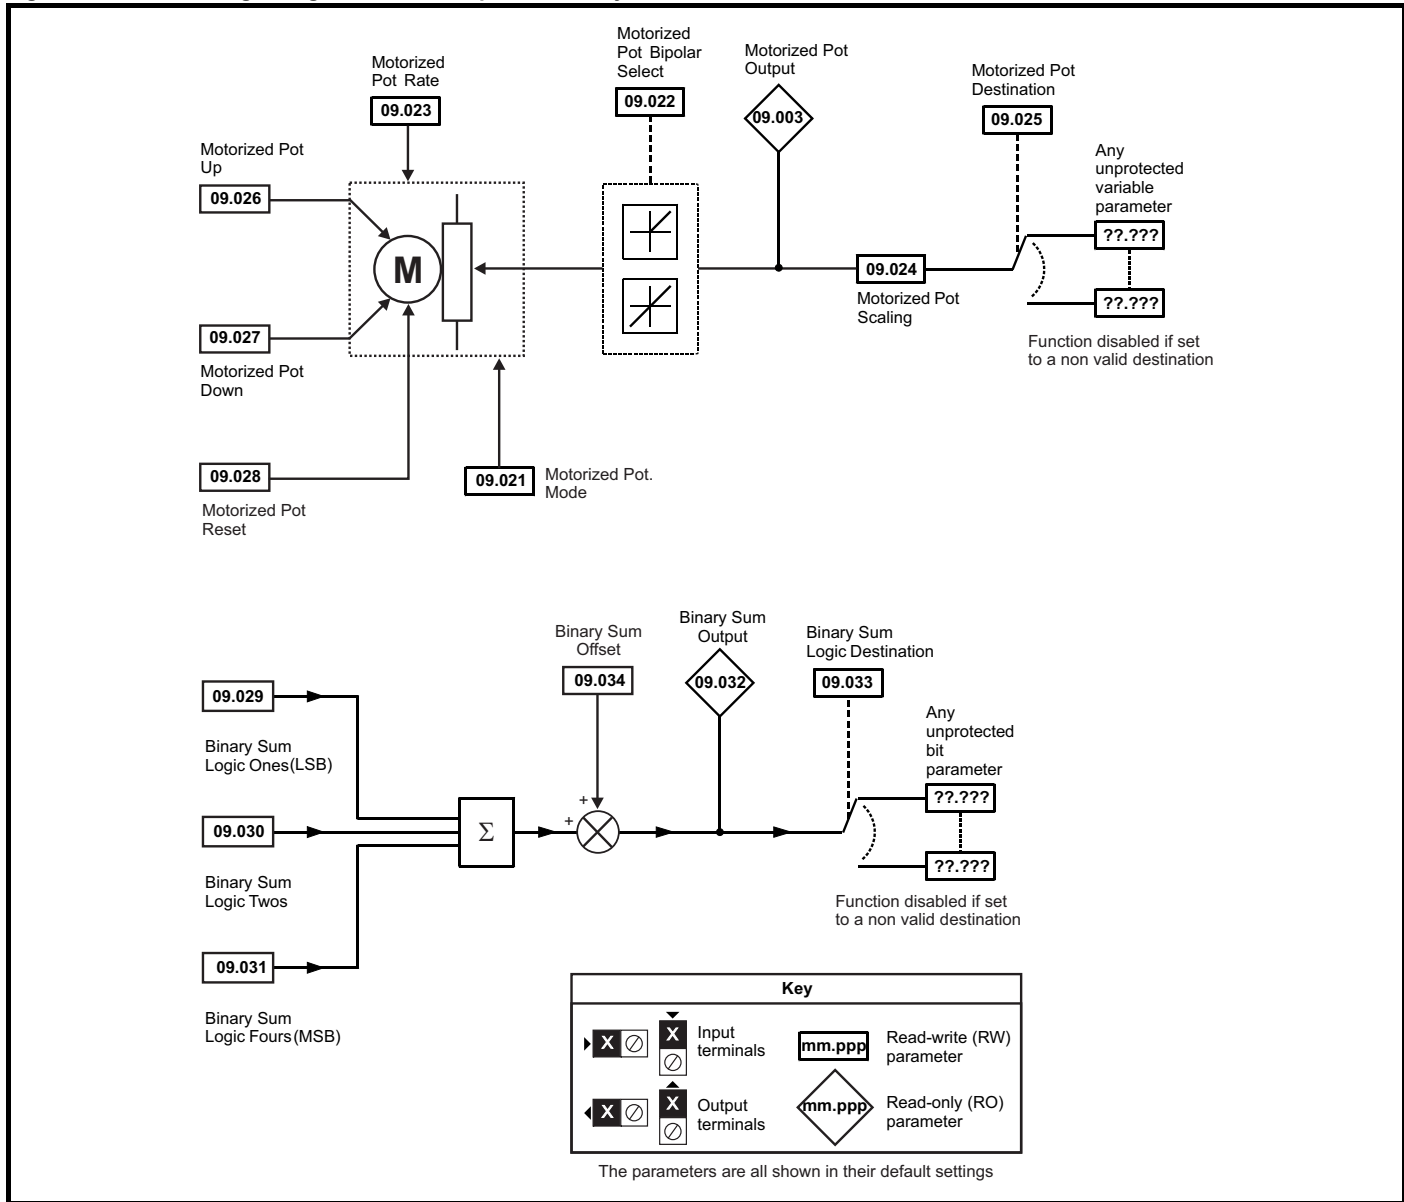 Motorized
Pot Rate
09.023
Motorized
Pot Bipolar
Select
09.022
Motorized Pot
Output
09.003
Motorized Pot
Destination
09.025
Any
unprotected
variable
parameter
??.???
??.???
Function disabled if set
to a non valid destination
Motorized Pot
Up
09.026
M
09.024
Motorized Pot
Scaling
09.027
Motorized Pot
Down
09.028
Motorized Pot
Reset
09.021
Motorized Pot.
Mode
Binary Sum
Offset
09.034
Binary Sum
Output
09.032
Binary Sum
Logic Destination
09.033
Any
unprotected
bit
parameter
??.???
??.???
Function disabled if set
to a non valid destination
09.029
Binary Sum
Logic Ones(LSB)
09.030
Binary Sum
Logic Twos
09.031
Binary Sum
Logic Fours(MSB)
Σ
+
+
Key
X
X
Input
terminals
mm.ppp
Read-write (RW)
parameter
X
X
Output
terminals
mm.ppp
Read-only (RO)
parameter
The parameters are all shown in their default settings